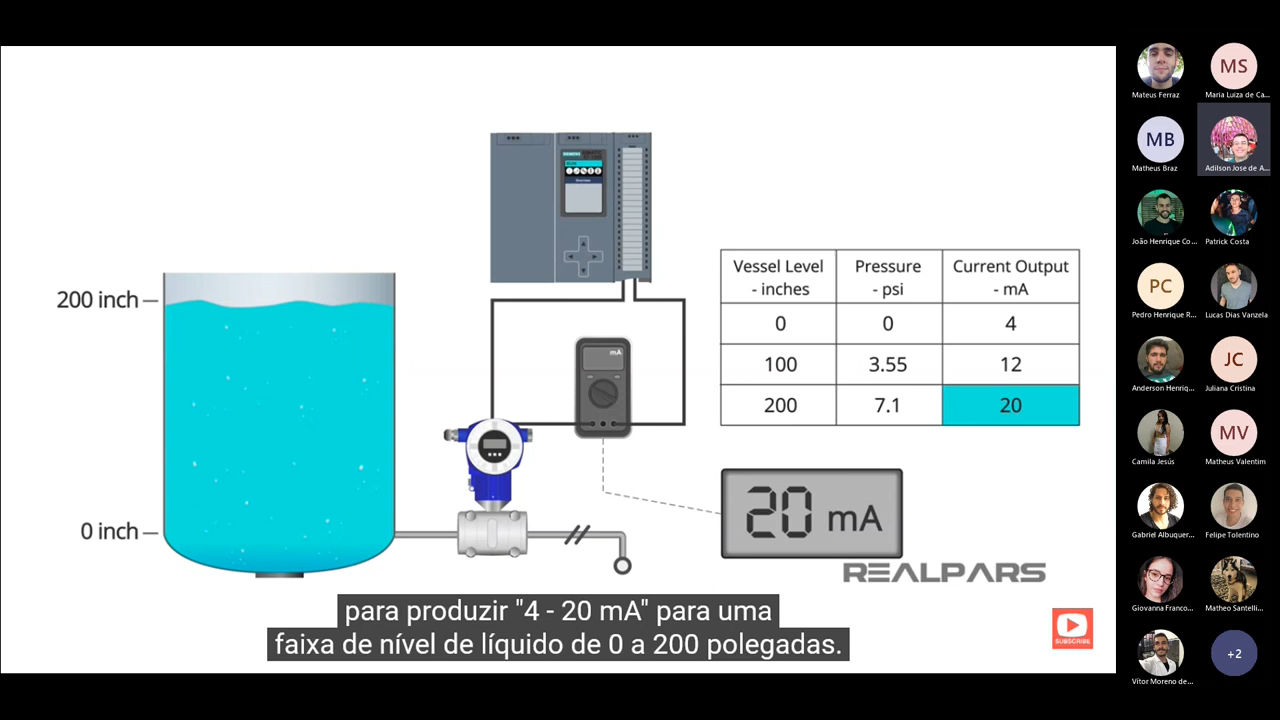 200 inch
0 inch
SIEMENS
mA
Vessel Level - inches
Pressure - psi
Current Output - mA
0 0 4
100 3.55 12
200 7.1 20
20 mA
REALPARS
para produzir "4 - 20 mA" para uma
faixa de nível de líquido de 0 a 200 polegadas.
SUBSCRIBE
Mateus Ferraz
MS
Maria Luiza de Ca...
MB
Matheus Braz
Adilson Jose de A...
João Henrique Co...
Patrick Costa
PC
Pedro Henrique R...
Lucas Dias Vanzela
Anderson Henriq...
JC
Juliana Cristina
Camila Jesús
MV
Matheus Valentim
Gabriel Albuquer...
Felipe Tolentino
Giovanna Franco...
Matheo Santelli...
Vítor Moreno de...
+2